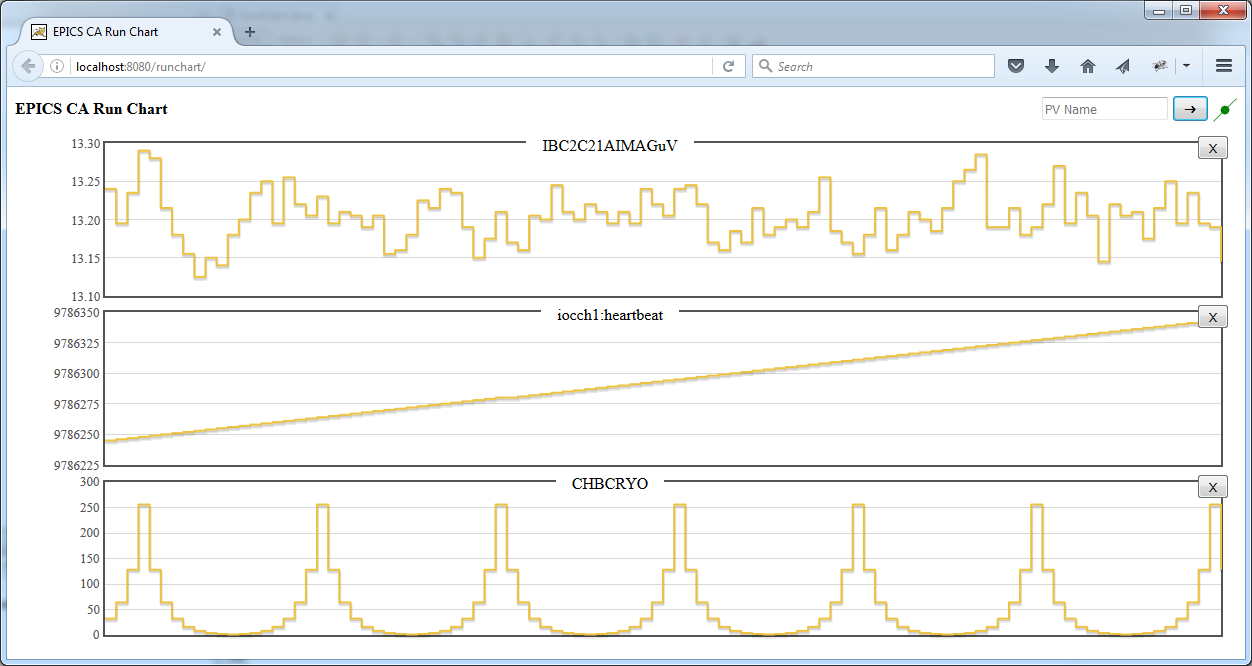 EPICS CA Run Chart
localhost:8080/runchart/
Search
EPICS CA Run Chart
PV Name
IBC2C21AIMAGuV
X
13.30
13.25
13.20
13.15
13.10
iocch1:heartbeat
X
9786350
9786325
9786300
9786275
9786250
9786225
CHBCRYO
X
300
250
200
150
100
50
0